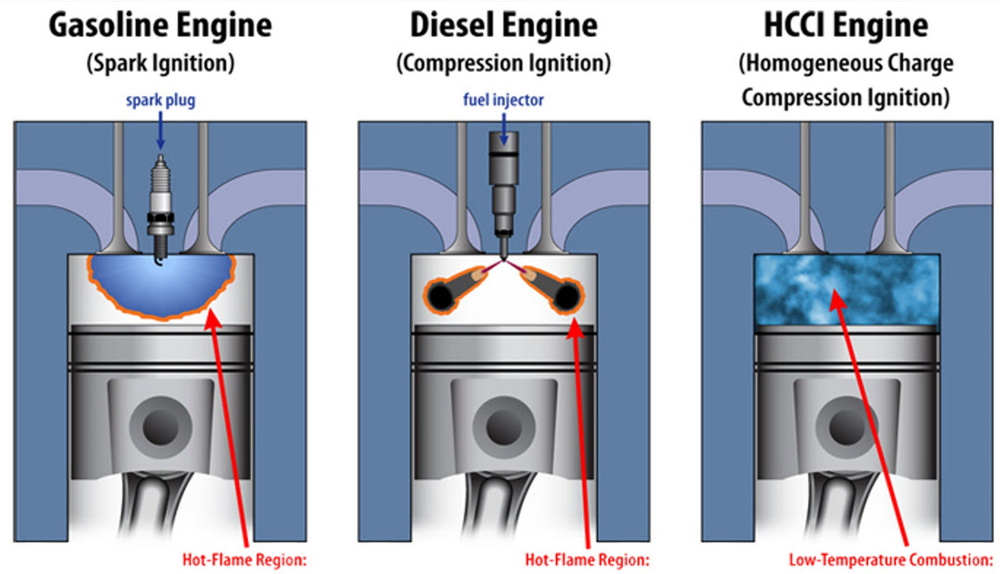 Gasoline Engine
(Spark Ignition)
spark plug
Hot-Flame Region:
Diesel Engine
(Compression Ignition)
fuel injector
Hot-Flame Region:
HCCI Engine
(Homogeneous Charge
Compression Ignition)
Low-Temperature Combustion: